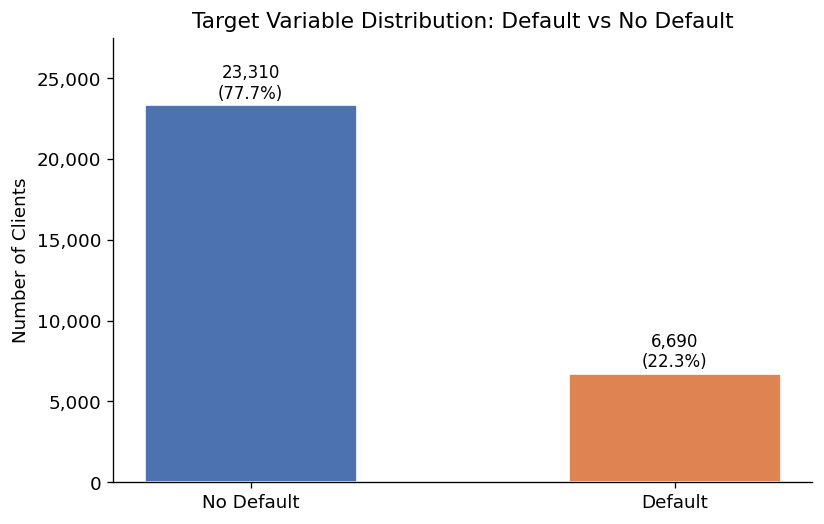 Target Variable Distribution: Default vs No Default
Number of Clients
25,000
20,000
15,000
10,000
5,000
0
23,310
(77.7%)
6,690
(22.3%)
No Default
Default